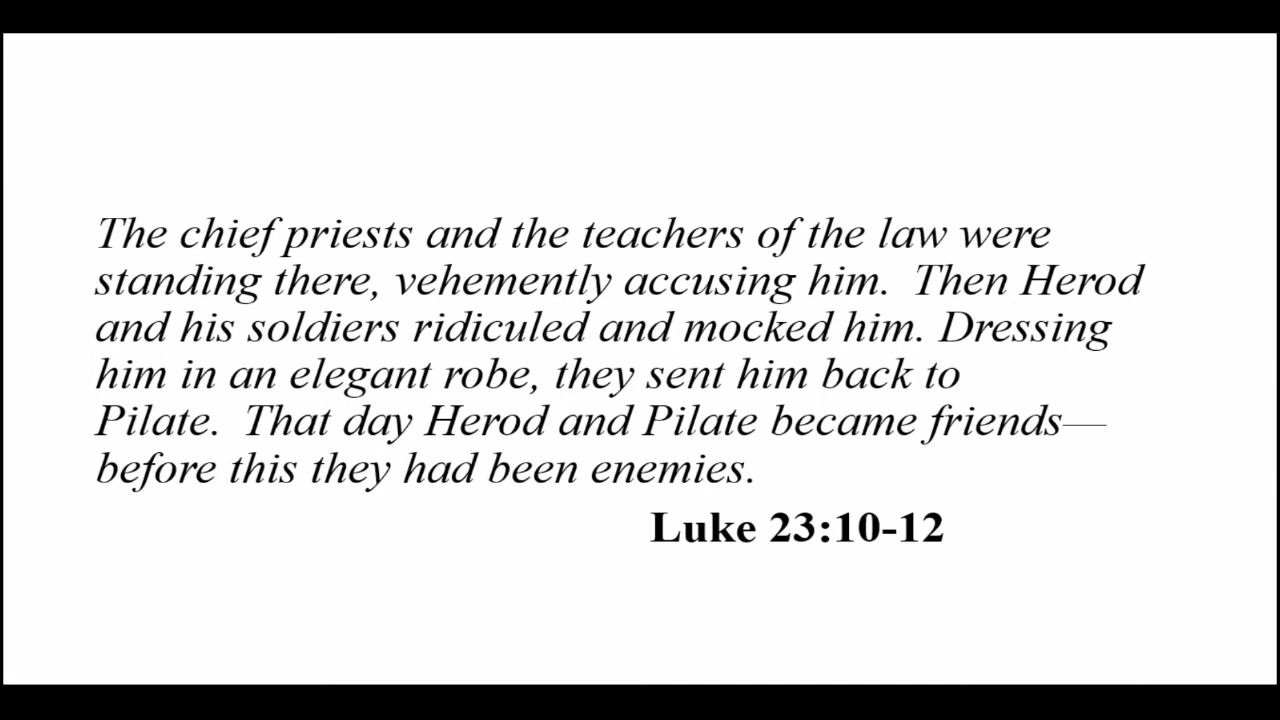 The chief priests and the teachers of the law were
standing there, vehemently accusing him.  Then Herod
and his soldiers ridiculed and mocked him. Dressing
him in an elegant robe, they sent him back to
Pilate.  That day Herod and Pilate became friends—
before this they had been enemies.
Luke 23:10-12